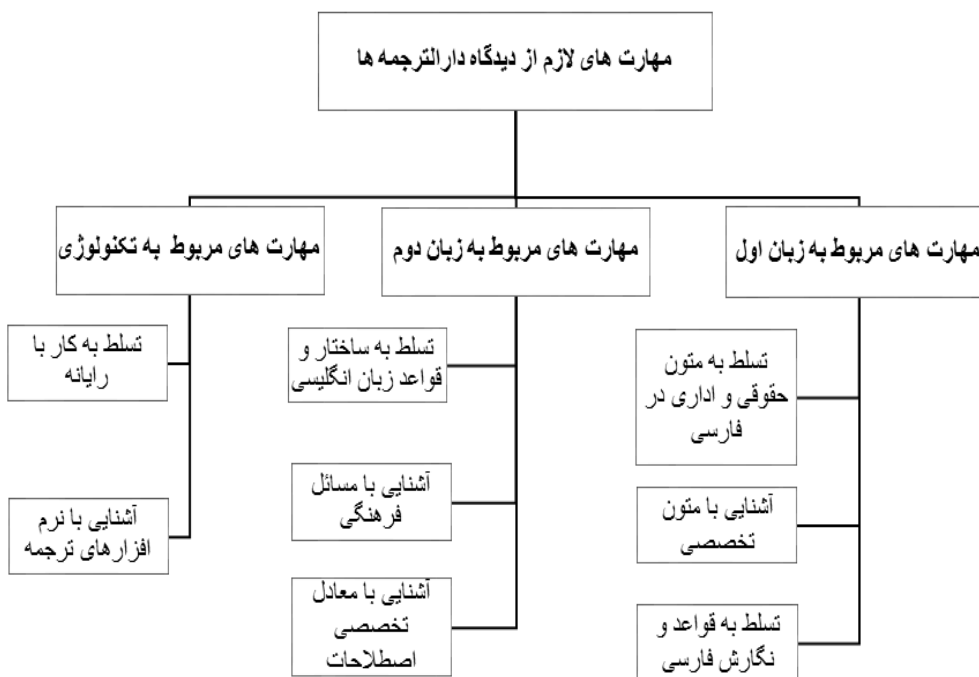 مهارت های لازم از دیدگاه دارالترجمه ها
مهارت های مربوط به زبان اول
مهارت های مربوط به زبان دوم
مهارت های مربوط به تکنولوژی
تسلط به متون
حقوقی و اداری در
فارسی
آشنایی با متون
تخصصی
تسلط به قواعد و
نگارش فارسی
تسلط به ساختار و
قواعد زبان انگلیسی
آشنایی با مسائل
فرهنگی
آشنایی با معادل
تخصصی
اصطلاحات
تسلط به کار با
رایانه
آشنایی با نرم
افزارهای ترجمه